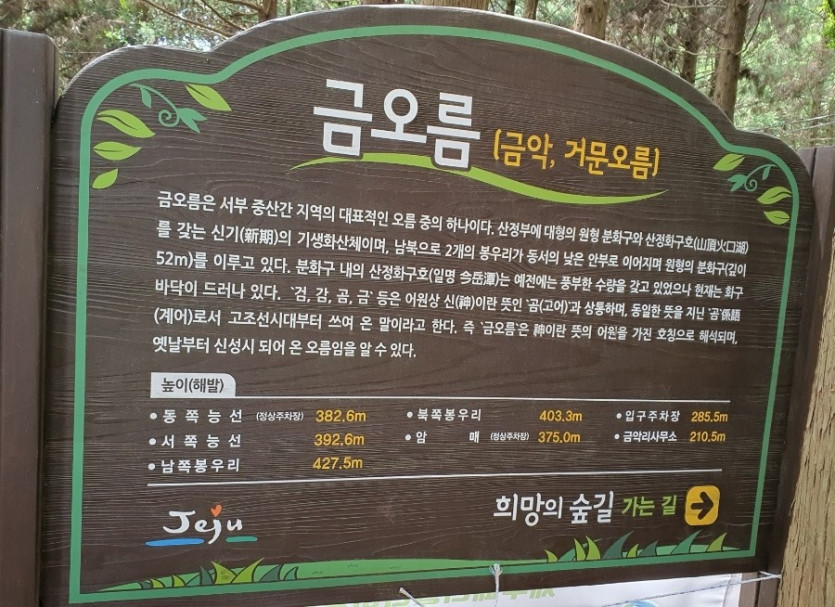 금오름 (금악, 거문오름)
금오름은 서부 중산간 지역의 대표적인 오름 중의 하나이다. 산정부에 대형의 원형 분화구와 산정화구호(山頂火口湖)
를 갖는 신기(新期)의 기생화산체이며, 남북으로 2개의 봉우리가 동서의 낮은 안부로 이어지며 원형의 분화구(깊이
52m)를 이루고 있다. 분화구 내의 산정화구호(일명 今岳潭)는 예전에는 풍부한 수량을 갖고 있었으나 현재는 화구
바닥이 드러나 있다. '검, 감, 곰, 금' 등은 어원상 신(神)이란 뜻인 '곰(고어)'과 상통하며, 동일한 뜻을 지닌 '곰'係語
(계어)로서 고조선시대부터 쓰여 온 말이라고 한다. 즉 '금오름'은 神이란 뜻의 어원을 가진 호칭으로 해석되며,
옛날부터 신성시 되어 온 오름임을 알 수 있다.
높이(해발)
• 동쪽능선 (정상주차장) 382.6m • 북쪽봉우리 403.3m • 입구주차장 285.5m
• 서쪽능선 392.6m • 암매 (정상주차장) 375.0m • 금악리사무소 210.5m
• 남쪽봉우리 427.5m
Jeju 희망의 숲길 가는 길